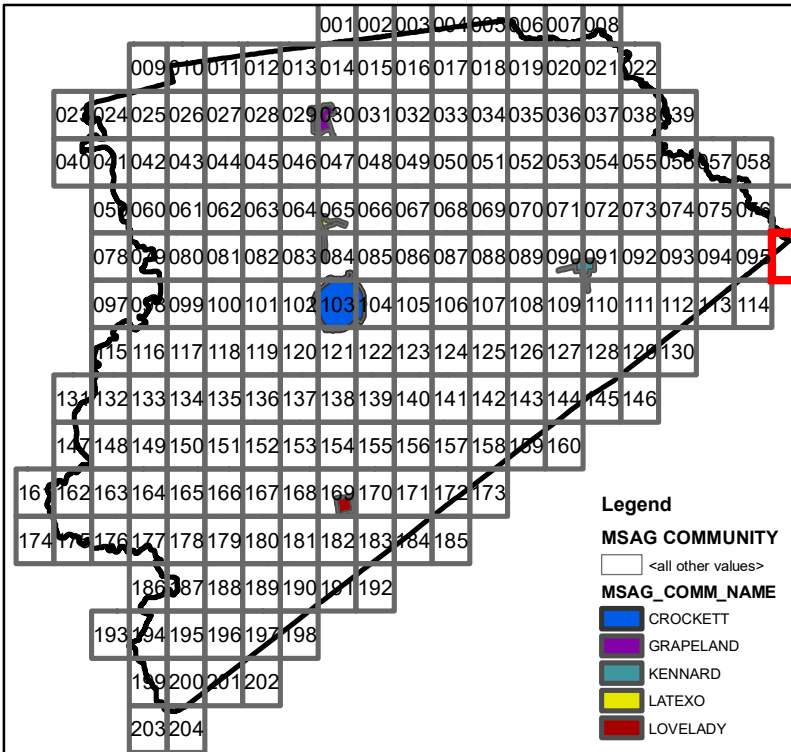 001 002 003 004 005 006 007 008
009 010 011 012 013 014 015 016 017 018 019 020 021 022
023 024 025 026 027 028 029 030 031 032 033 034 035 036 037 038 039
040 041 042 043 044 045 046 047 048 049 050 051 052 053 054 055 056 057 058
059 060 061 062 063 064 065 066 067 068 069 070 071 072 073 074 075 076
078 079 080 081 082 083 084 085 086 087 088 089 090 091 092 093 094 095
097 098 099 100 101 102 103 104 105 106 107 108 109 110 111 112 113 114
115 116 117 118 119 120 121 122 123 124 125 126 127 128 129 130
131 132 133 134 135 136 137 138 139 140 141 142 143 144 145 146
147 148 149 150 151 152 153 154 155 156 157 158 159 160
161 162 163 164 165 166 167 168 169 170 171 172 173
174 175 176 177 178 179 180 181 182 183 184 185
186 187 188 189 190 191 192
193 194 195 196 197 198
199 200 201 202
203 204
Legend
MSAG COMMUNITY
<all other values>
MSAG_COMM_NAME
CROCKETT
GRAPELAND
KENNARD
LATEXO
LOVELADY